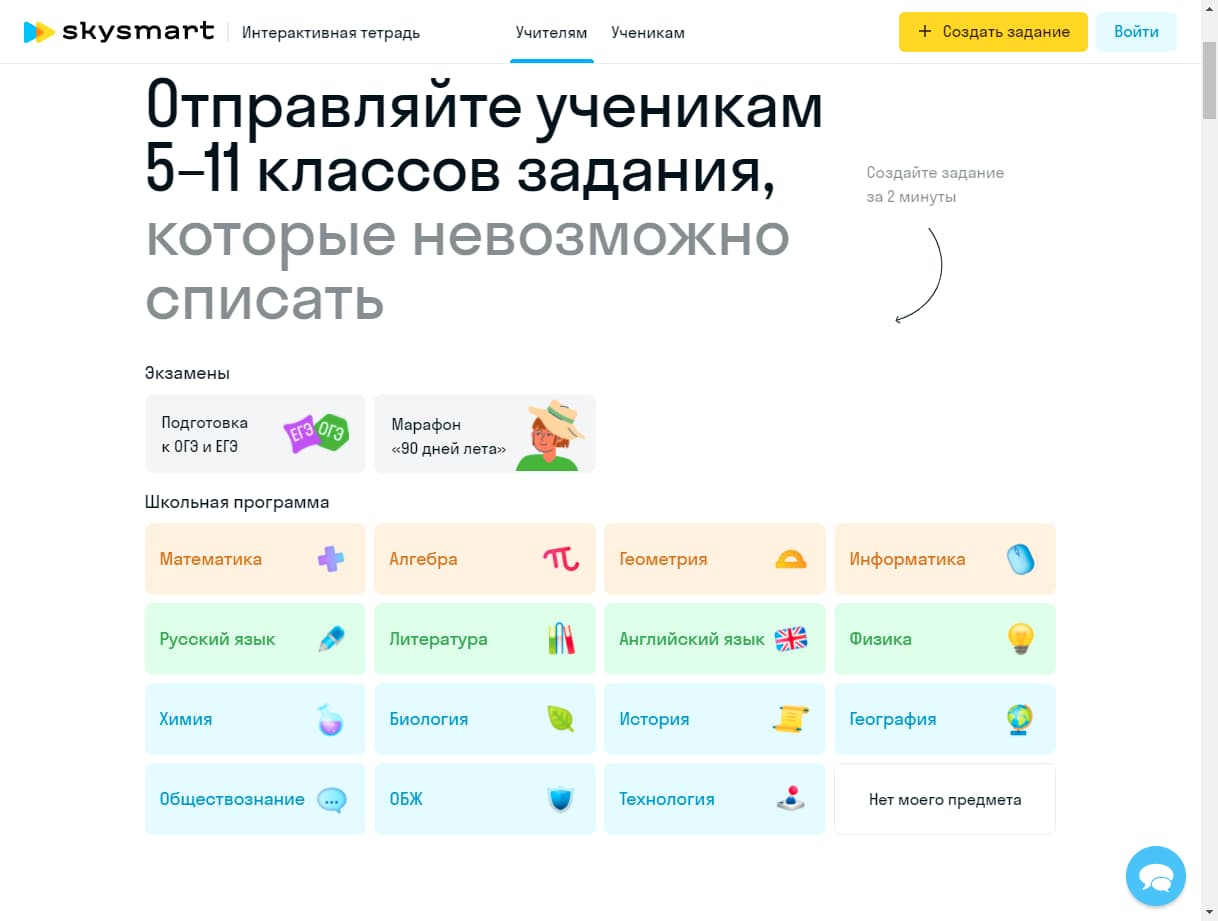 skysmart
Интерактивная тетрадь
Учителям
Ученикам
Создать задание
Войти
Отправляйте ученикам
5–11 классов задания,
которые невозможно
списать
Создайте задание
за 2 минуты
Экзамены
Подготовка
к ОГЭ и ЕГЭ
ЕГЭ
ОГЭ
Марафон
«90 дней лета»
Школьная программа
Математика
Алгебра
Геометрия
Информатика
Русский язык
Литература
Английский язык
Физика
Химия
Биология
История
География
Обществознание
ОБЖ
Технология
Нет моего предмета